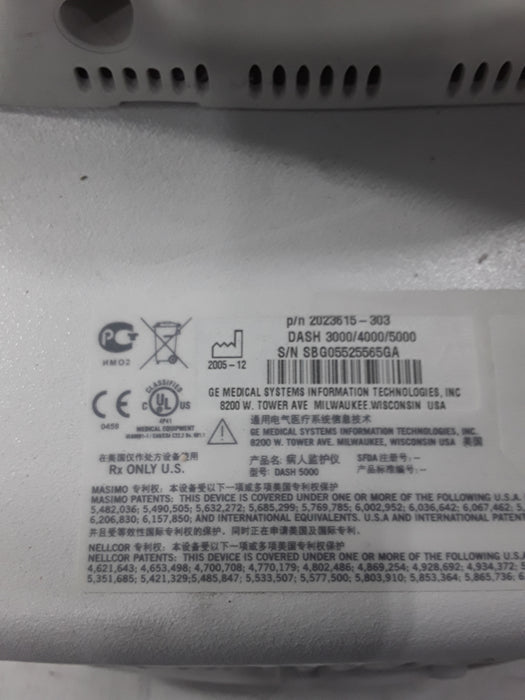 p/n 2023615-303
DASH 3000/4000/5000
S/N SBG05525565GA
РС
ИМО2
2005-12
GE MEDICAL SYSTEMS INFORMATION TECHNOLOGIES, INC
8200 W. TOWER AVE MILWAUKEE.WISCONSIN USA
CE
0459
CLASSIFIED
C UL US
4P41
MEDICAL EQUIPMENT
通用电气医疗系统信息技术
GE MEDICAL SYSTEMS INFORMATION TECHNOLOGIES, INC.
8200 W. TOWER AVE. MILWAUKEE, WISCONSIN USA 美国
在美国仅作处方设备应用
Rx ONLY U.S.
产品名: 病人监护仪 SFDA注册号: –
型号: DASH 5000 产品标准号: –
MASIMO 专利权: 本设备受以下一项或多项美国专利权保护
MASIMO PATENTS: THIS DEVICE IS COVERED UNDER ONE OR MORE OF THE FOLLOWING U.S.A.
5,482,036; 5,490,505; 5,632,272; 5,685,299; 5,769,785; 6,002,952; 6,036,642; 6,067,462; 5,
6,206,830; 6,157,850; AND INTERNATIONAL EQUIVALENTS. U.S.A AND INTERNATIONAL PATEN
并且受等效国际专利权的保护, 同时正在申请美国及国际专利.
NELLCOR 专利权: 本设备受以下一项或多项美国专利权保护
NELLCOR PATENTS: THIS DEVICE IS COVERED UNDER ONE OR MORE OF THE FOLLOWING U.S.A
4,621,643; 4,653,498; 4,700,708; 4,770,179; 4,802,486; 4,869,254; 4,928,692; 4,934,372; 5
5,351,685; 5,421,329;5,485,847; 5,533,507; 5,577,500; 5,803,910; 5,853,364; 5,865,736; 6